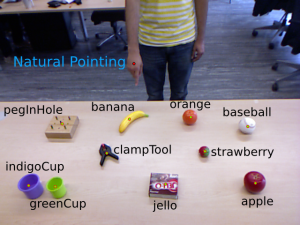 Natural Pointing
pegInHole
banana
orange
baseball
clampTool
strawberry
indigoCup
greenCup
jello
apple